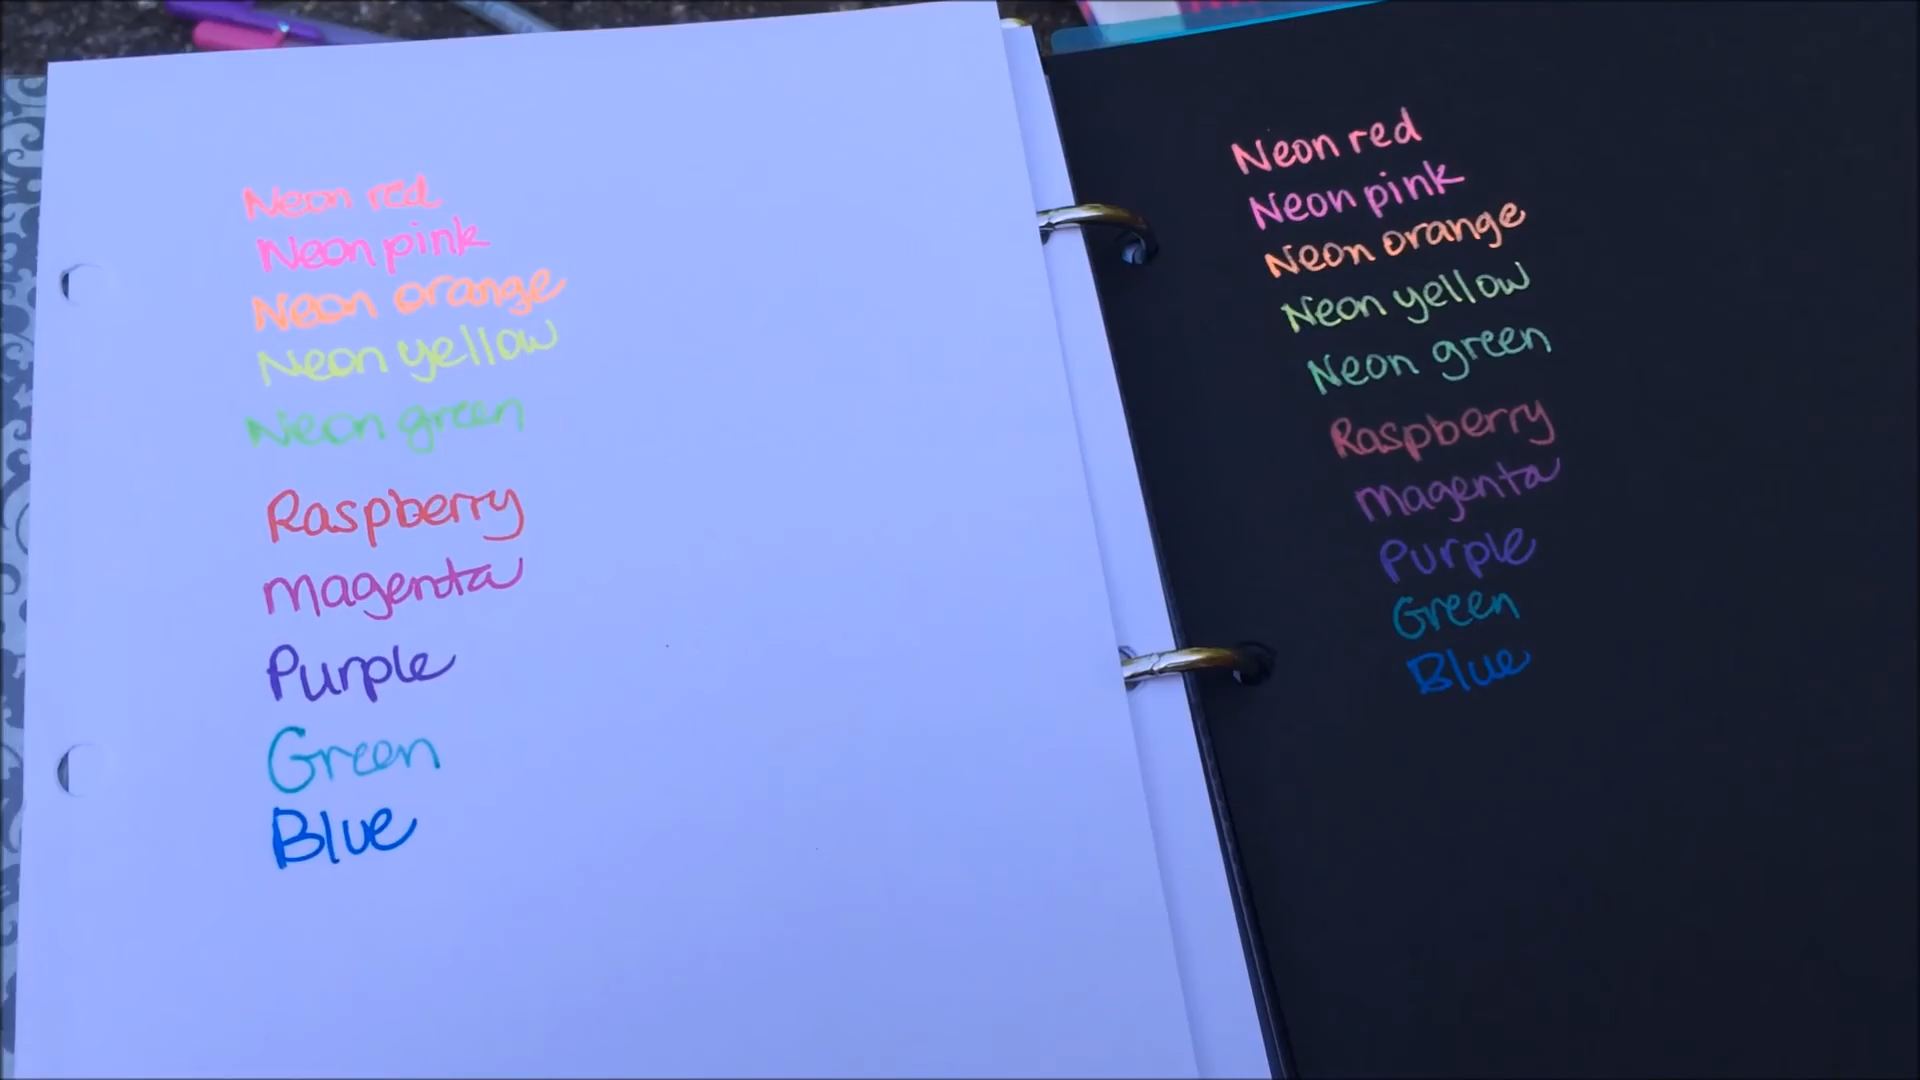 Neon red
Neon pink
Neon orange
Neon yellow
Neon green
Raspberry
Magenta
Purple
Green
Blue
Neon red
Neon pink
Neon orange
Neon yellow
Neon green
Raspberry
Magenta
Purple
Green
Blue